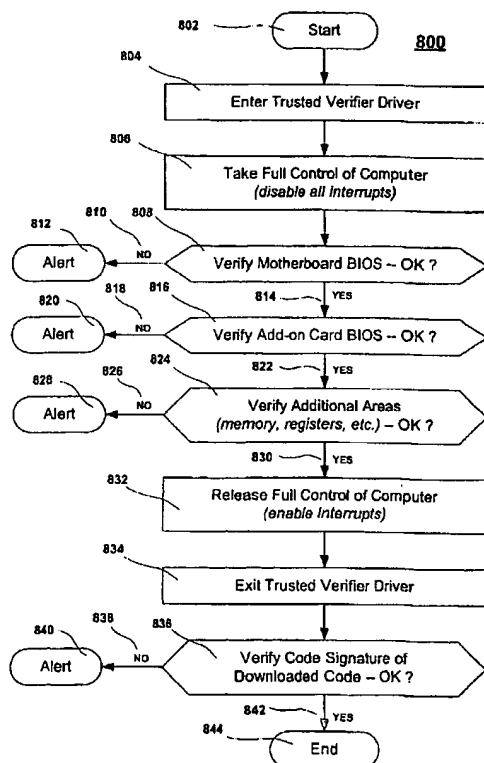 802
Start
800
804
Enter Trusted Verifier Driver
806
Take Full Control of Computer
(disable all Interrupts)
812
810
808
Alert
NO
Verify Motherboard BIOS – OK ?
814
YES
820
818
816
Alert
NO
Verify Add-on Card BIOS – OK ?
822
YES
828
826
824
Alert
NO
Verify Additional Areas
(memory, registers, etc.) – OK ?
830
YES
832
Release Full Control of Computer
(enable Interrupts)
834
Exit Trusted Verifier Driver
840
838
836
Alert
NO
Verify Code Signature of
Downloaded Code – OK ?
842
YES
844
End